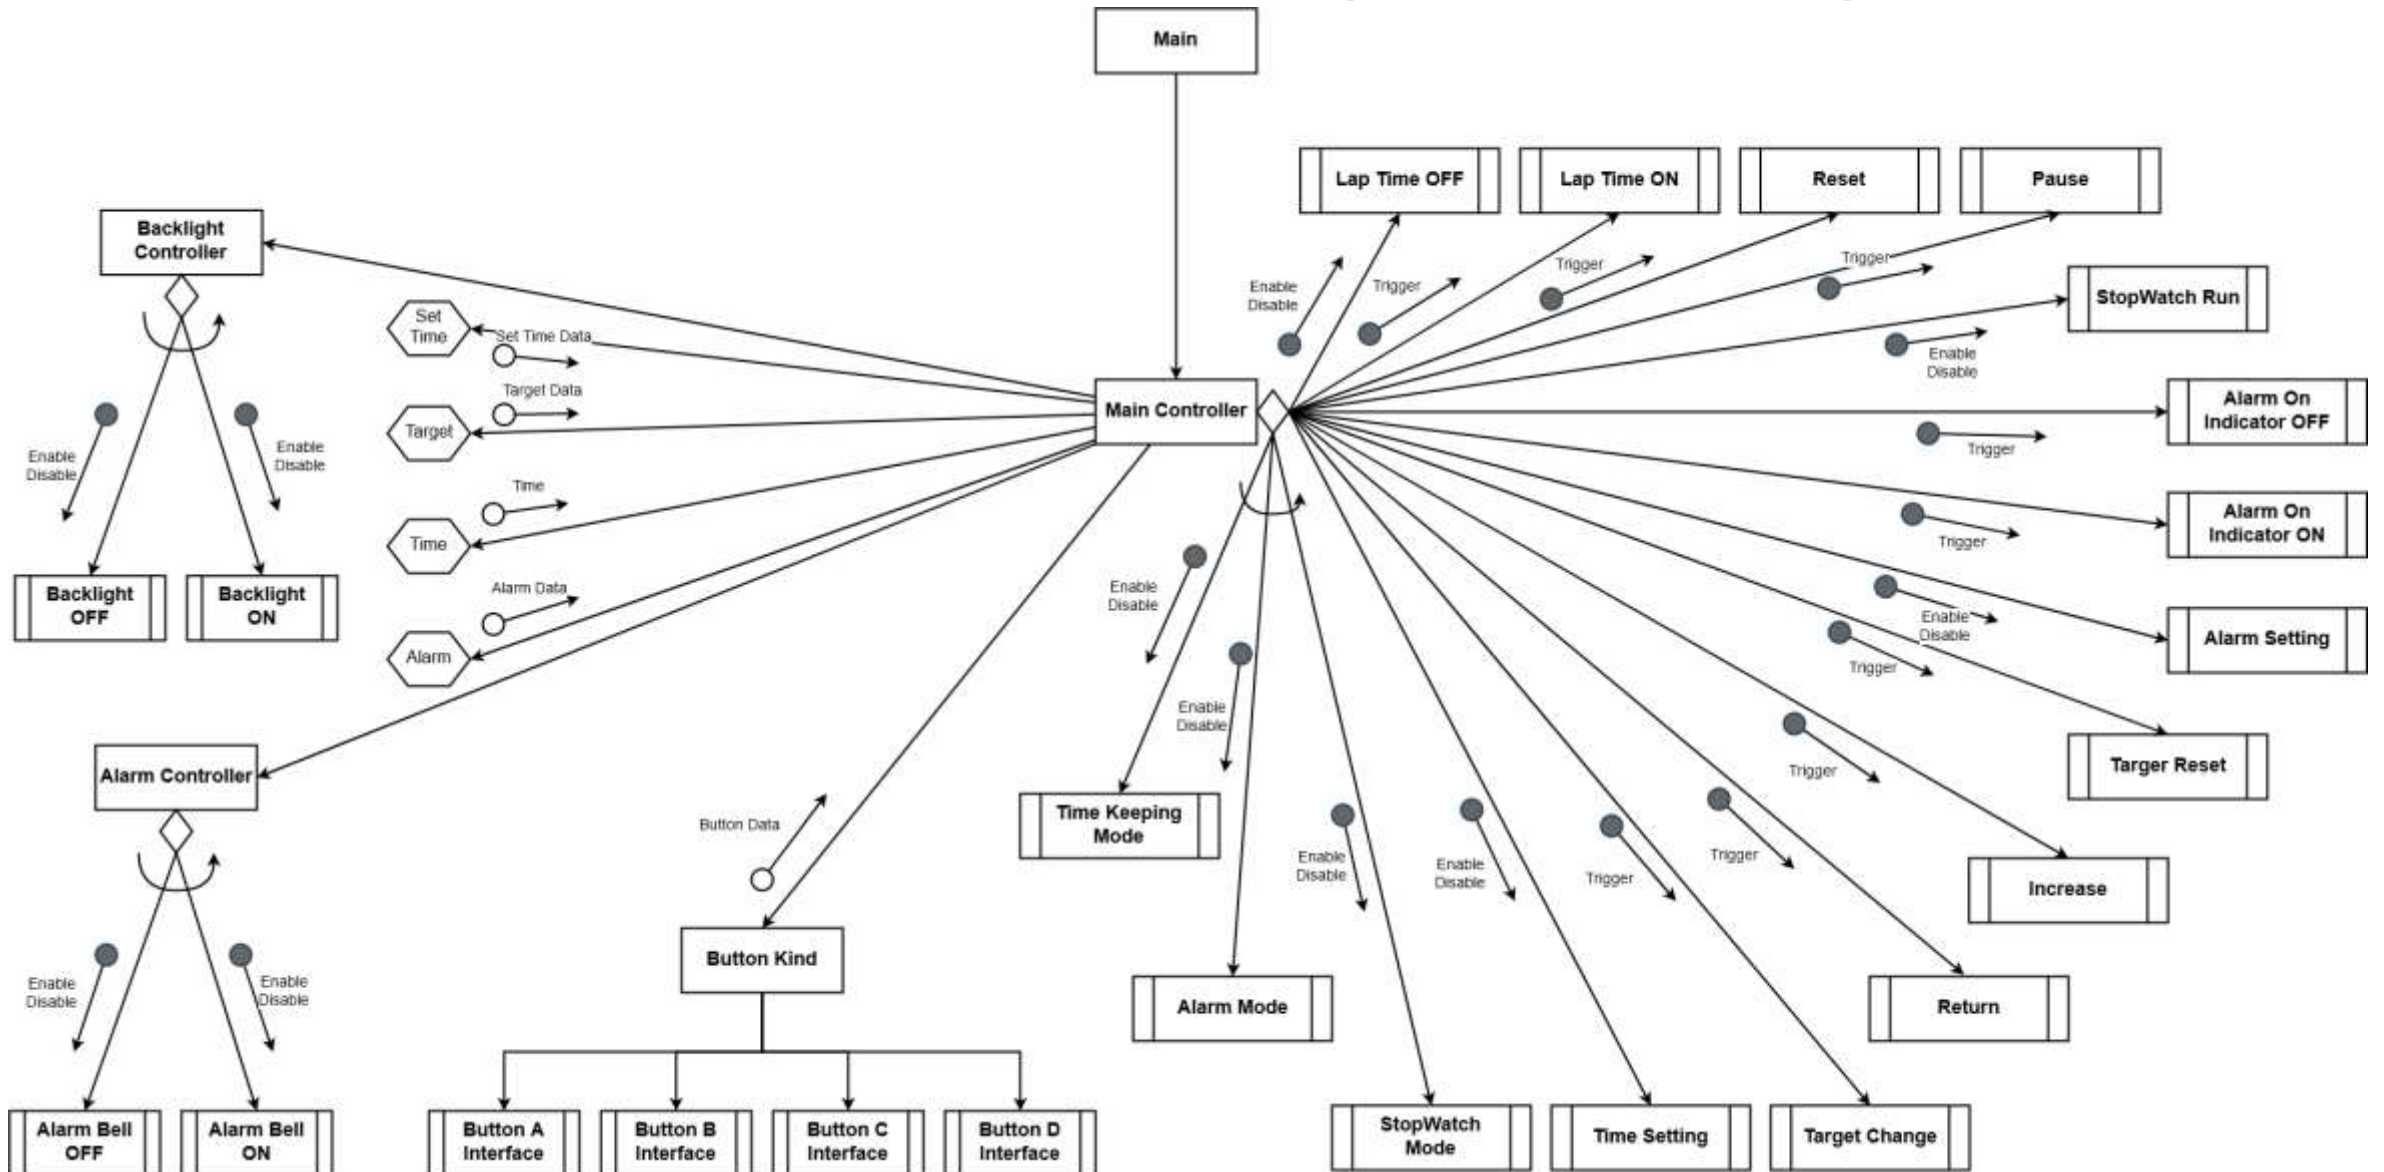 Main
Lap Time OFF
Lap Time ON
Reset
Pause
Backlight
Controller
Set
Time
Set Time Data
Target Data
Target
Time
Time
Alarm Data
Alarm
Enable
Disable
Enable
Disable
Backlight
OFF
Backlight
ON
Main Controller
Enable
Disable
Trigger
Trigger
Trigger
StopWatch Run
Enable
Disable
Alarm On
Indicator OFF
Trigger
Alarm On
Indicator ON
Trigger
Enable
Disable
Alarm Setting
Trigger
Targer Reset
Trigger
Increase
Trigger
Return
Trigger
Target Change
Enable
Disable
Time Setting
Enable
Disable
StopWatch
Mode
Enable
Disable
Alarm Mode
Enable
Disable
Time Keeping
Mode
Button Data
Button Kind
Button A
Interface
Button B
Interface
Button C
Interface
Button D
Interface
Alarm Controller
Enable
Disable
Enable
Disable
Alarm Bell
OFF
Alarm Bell
ON